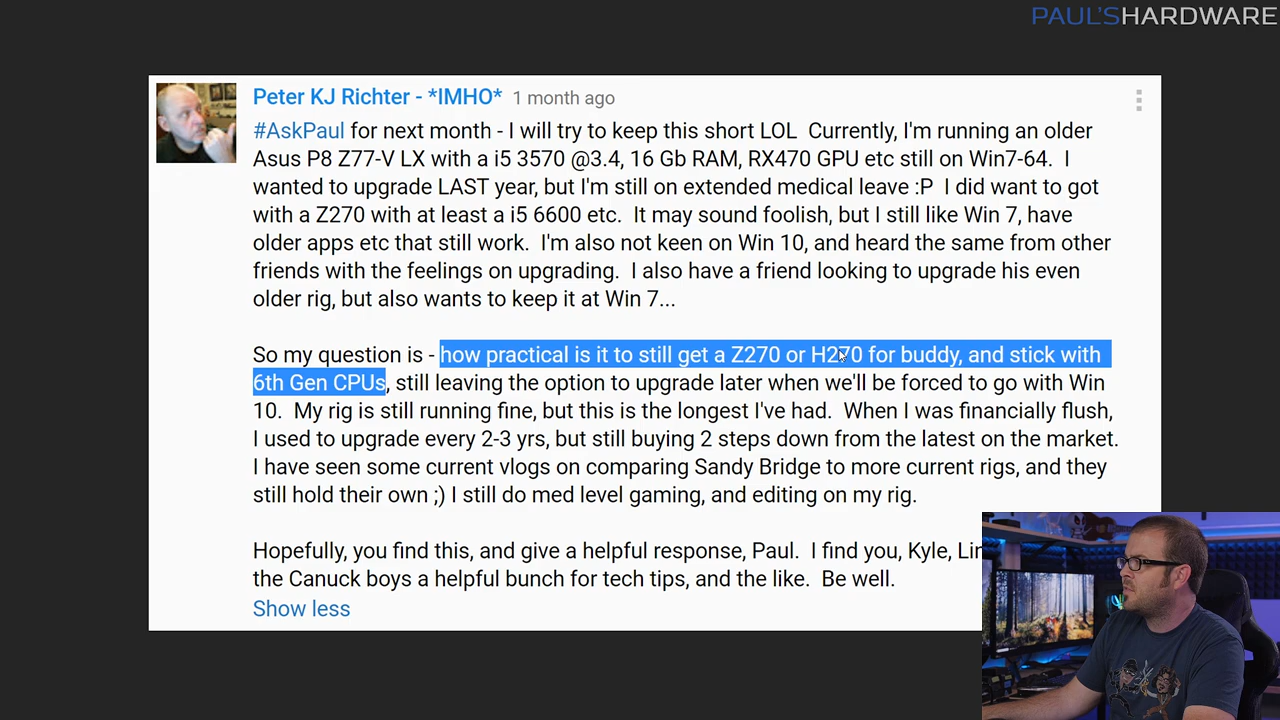 PAUL'SHARDWARE
Peter KJ Richter - *IMHO* 1 month ago
#AskPaul for next month - I will try to keep this short LOL  Currently, I'm running an older
Asus P8 Z77-V LX with a i5 3570 @3.4, 16 Gb RAM, RX470 GPU etc still on Win7-64.  I
wanted to upgrade LAST year, but I'm still on extended medical leave :P  I did want to got
with a Z270 with at least a i5 6600 etc.  It may sound foolish, but I still like Win 7, have
older apps etc that still work.  I'm also not keen on Win 10, and heard the same from other
friends with the feelings on upgrading.  I also have a friend looking to upgrade his even
older rig, but also wants to keep it at Win 7...
So my question is - how practical is it to still get a Z270 or H270 for buddy, and stick with
6th Gen CPUs, still leaving the option to upgrade later when we'll be forced to go with Win
10.  My rig is still running fine, but this is the longest I've had.  When I was financially flush,
I used to upgrade every 2-3 yrs, but still buying 2 steps down from the latest on the market.
I have seen some current vlogs on comparing Sandy Bridge to more current rigs, and they
still hold their own ;) I still do med level gaming, and editing on my rig.
Hopefully, you find this, and give a helpful response, Paul.  I find you, Kyle,
the Canuck boys a helpful bunch for tech tips, and the like.  Be well.
Show less